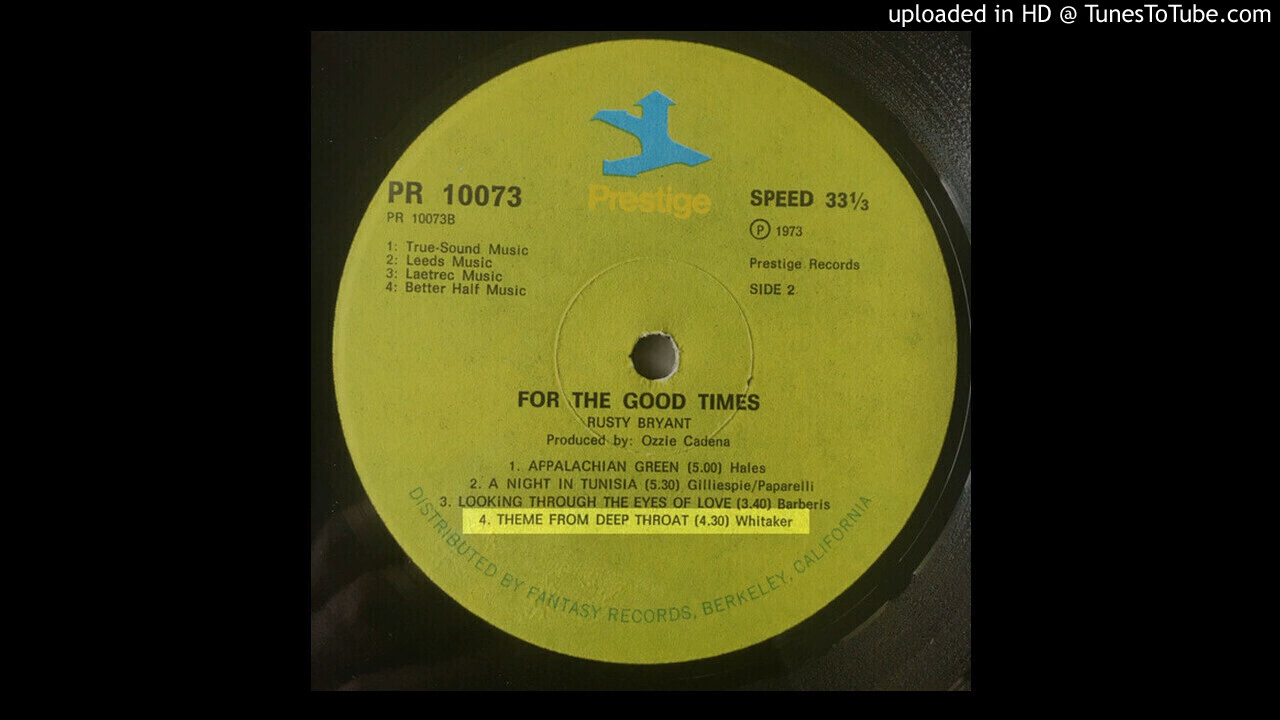 uploaded in HD @ TunesToTube.com
Prestige
PR 10073
PR 10073B
1: True-Sound Music
2: Leeds Music
3: Laetrec Music
4: Better Half Music
SPEED 33⅓
Ⓟ 1973
Prestige Records
SIDE 2
FOR THE GOOD TIMES
RUSTY BRYANT
Produced by: Ozzie Cadena
1. APPALACHIAN GREEN (5.00) Hales
2. A NIGHT IN TUNISIA (5.30) Gilliespie/Paparelli
3. LOOKING THROUGH THE EYES OF LOVE (3.40) Barberis
4. THEME FROM DEEP THROAT (4.30) Whitaker
DISTRIBUTED BY FANTASY RECORDS, BERKELEY, CALIFORNIA